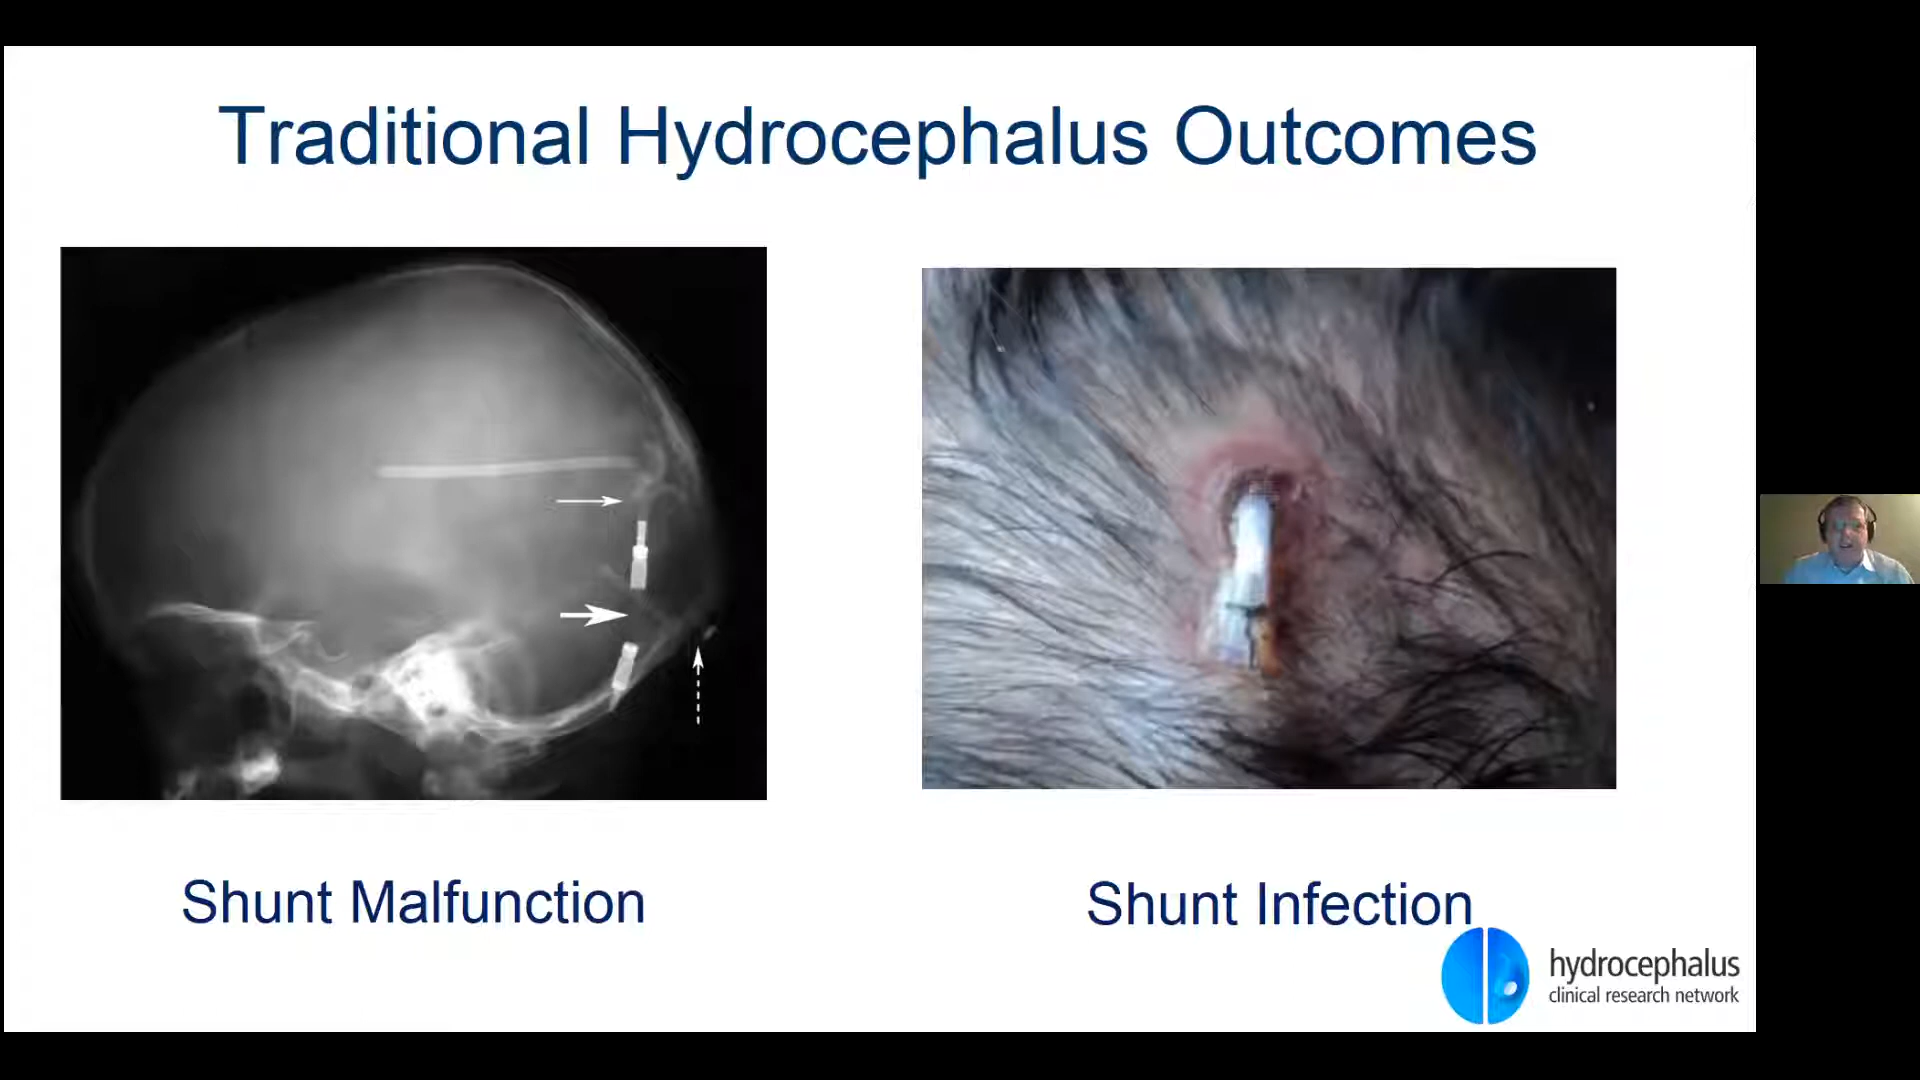 Traditional Hydrocephalus Outcomes
Shunt Malfunction
Shunt Infection
hydrocephalus
clinical research network